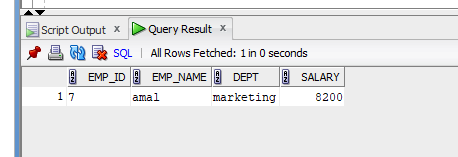 Script Output x Query Result x
SQL | All Rows Fetched: 1 in 0 seconds
EMP_ID EMP_NAME DEPT SALARY
1 7 amal marketing 8200